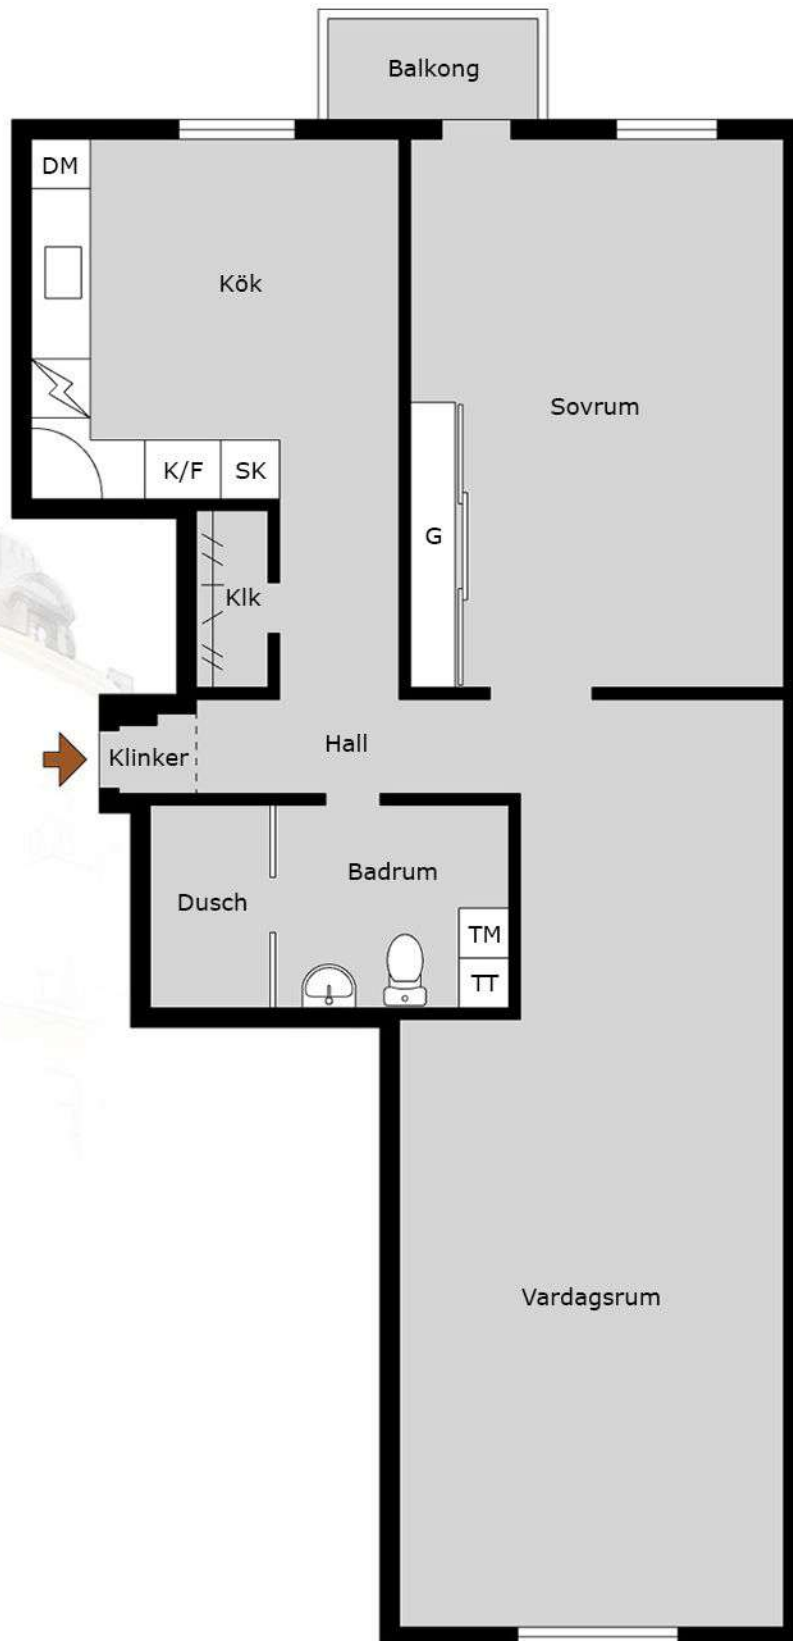 Balkong
DM
Kök
Sovrum
K/F
SK
G
Klk
Hall
Klinker
Badrum
Dusch
TM
TT
Vardagsrum